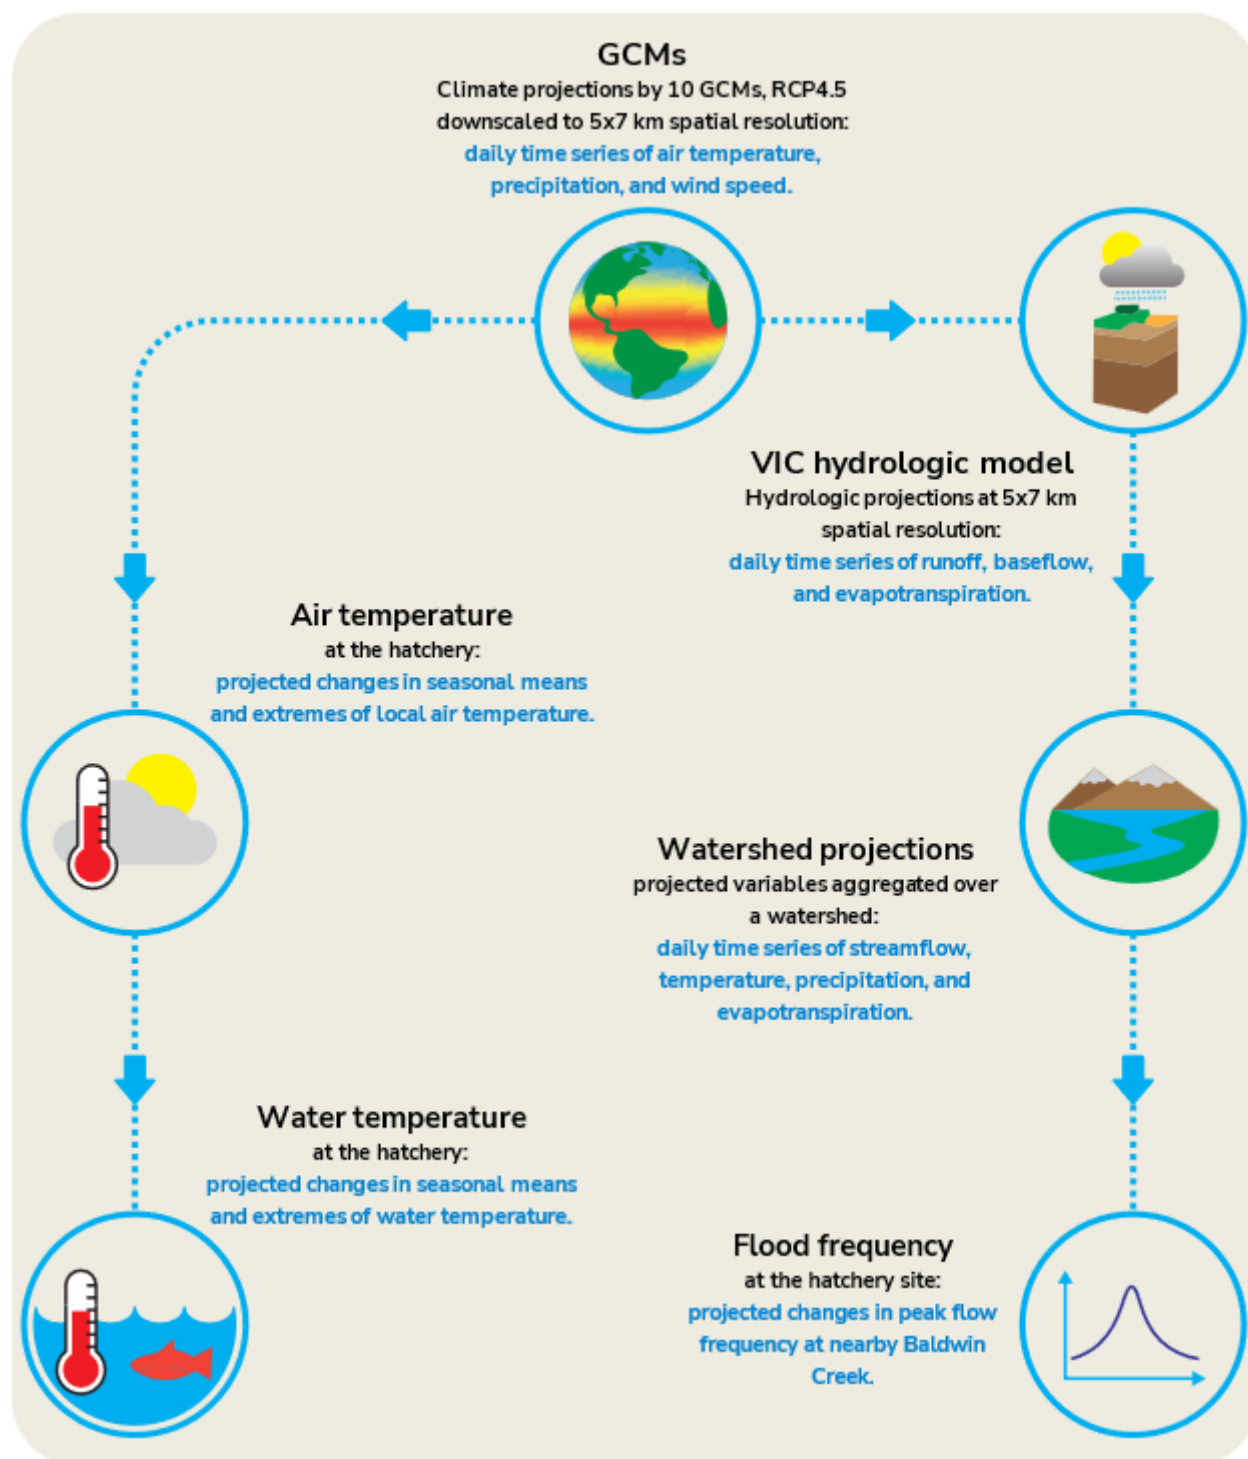 GCMs
Climate projections by 10 GCMs, RCP4.5
downscaled to 5x7 km spatial resolution:
daily time series of air temperature,
precipitation, and wind speed.
VIC hydrologic model
Hydrologic projections at 5x7 km
spatial resolution:
daily time series of runoff, baseflow,
and evapotranspiration.
Air temperature
at the hatchery:
projected changes in seasonal means
and extremes of local air temperature.
Watershed projections
projected variables aggregated over
a watershed:
daily time series of streamflow,
temperature, precipitation, and
evapotranspiration.
Water temperature
at the hatchery:
projected changes in seasonal means
and extremes of water temperature.
Flood frequency
at the hatchery site:
projected changes in peak flow
frequency at nearby Baldwin
Creek.